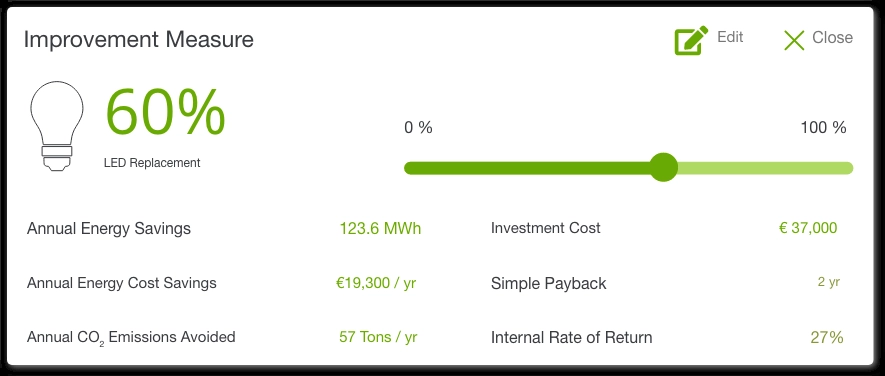 Improvement Measure
Edit
Close
60%
LED Replacement
0 %
100 %
Annual Energy Savings 123.6 MWh
Investment Cost € 37,000
Annual Energy Cost Savings €19,300 / yr
Simple Payback 2 yr
Annual CO₂ Emissions Avoided 57 Tons / yr
Internal Rate of Return 27%